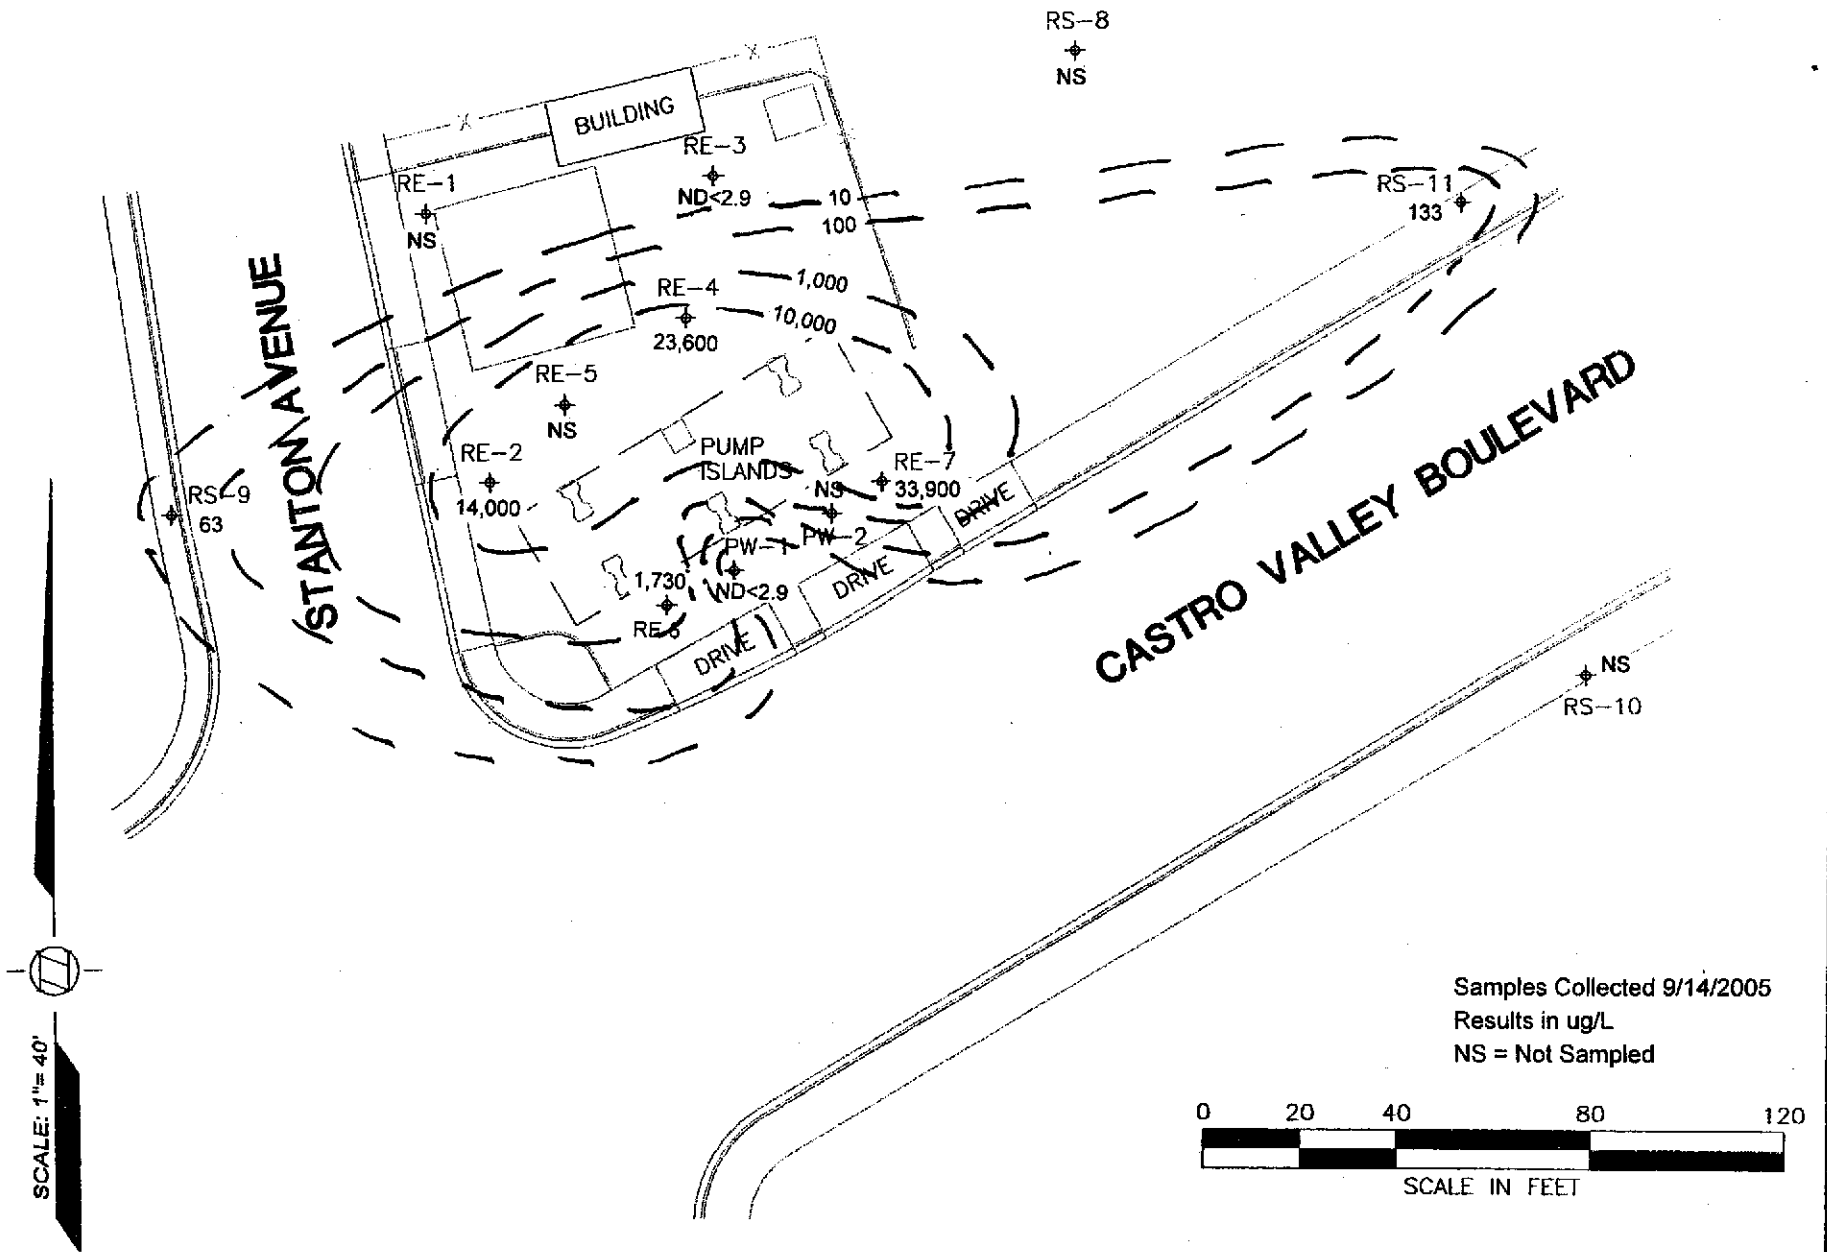 RS-8
NS
BUILDING
RE-3
ND<2.9
RE-1
NS
10
100
RS-11
133
1,000
RE-4
10,000
23,600
RE-5
NS
STANTON AVENUE
PUMP
ISLANDS
RE-2
14,000
RE-7
33,900
NS
PW-2
DRIVE
RS-9
63
PW-1
ND<2.9
1,730
RE-6
DRIVE
DRIVE
CASTRO VALLEY BOULEVARD
NS
RS-10
Samples Collected 9/14/2005
Results in ug/L
NS = Not Sampled
SCALE: 1"= 40'
0 20 40 80 120
SCALE IN FEET